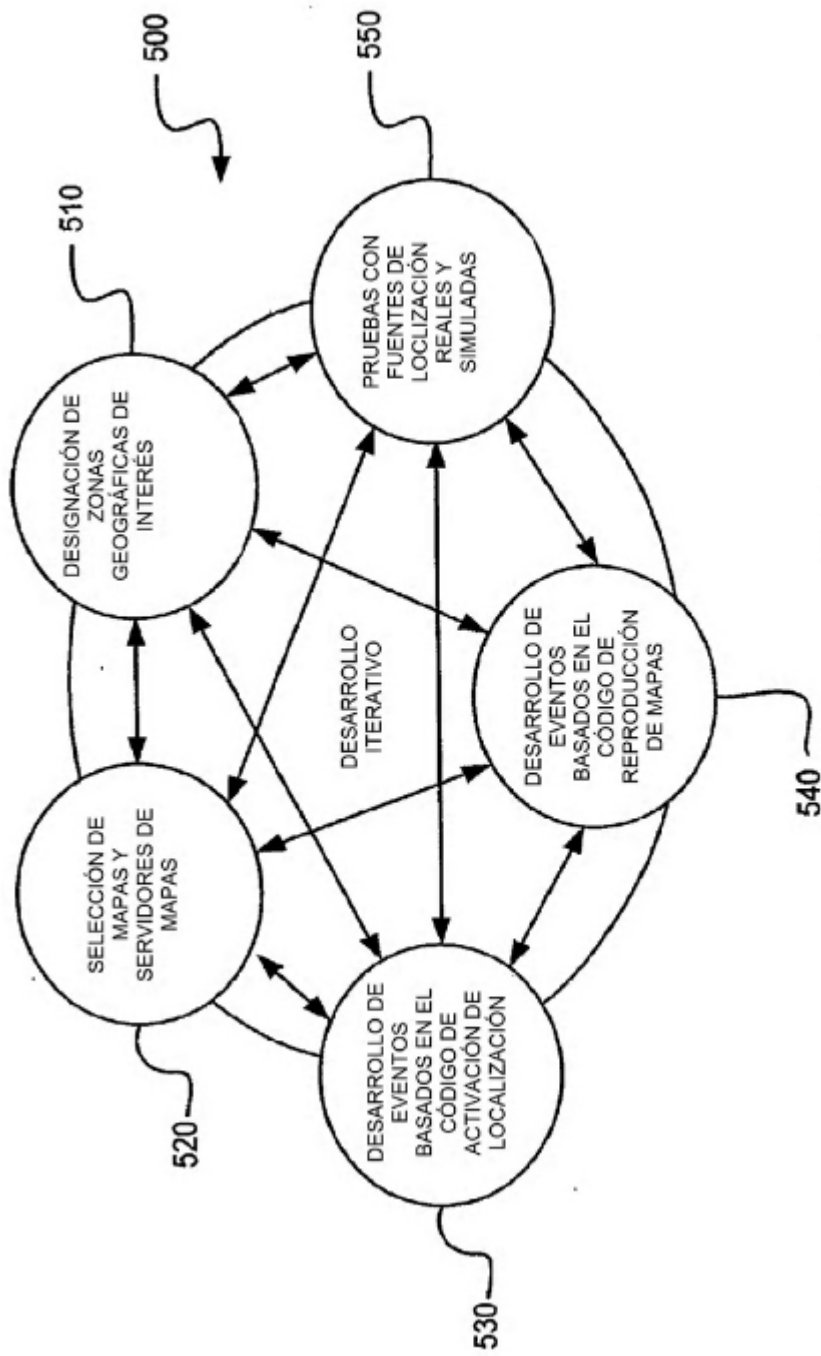 500
510
DESIGNACIÓN DE
ZONAS
GEOGRÁFICAS DE
INTERÉS
550
PRUEBAS CON
FUENTES DE
LOCLIZACIÓN
REALES Y
SIMULADAS
SELECCIÓN DE
MAPAS Y
SERVIDORES DE
MAPAS
520
DESARROLLO
ITERATIVO
DESARROLLO DE
EVENTOS
BASADOS EN EL
CÓDIGO DE
REPRODUCCIÓN
DE MAPAS
540
DESARROLLO DE
EVENTOS
BASADOS EN EL
CÓDIGO DE
ACTIVACIÓN DE
LOCALIZACIÓN
530